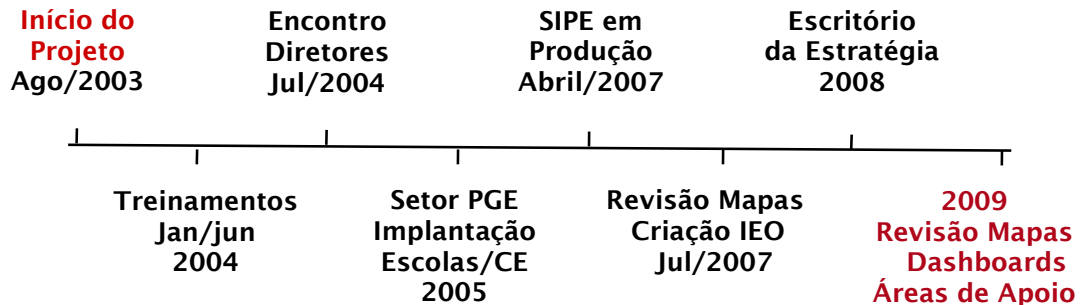 Início do
Projeto
Ago/2003
Encontro
Diretores
Jul/2004
SIPE em
Produção
Abril/2007
Escritório
da Estratégia
2008
Treinamentos
Jan/jun
2004
Setor PGE
Implantação
Escolas/CE
2005
Revisão Mapas
Criação IEO
Jul/2007
2009
Revisão Mapas
Dashboards
Áreas de Apoio